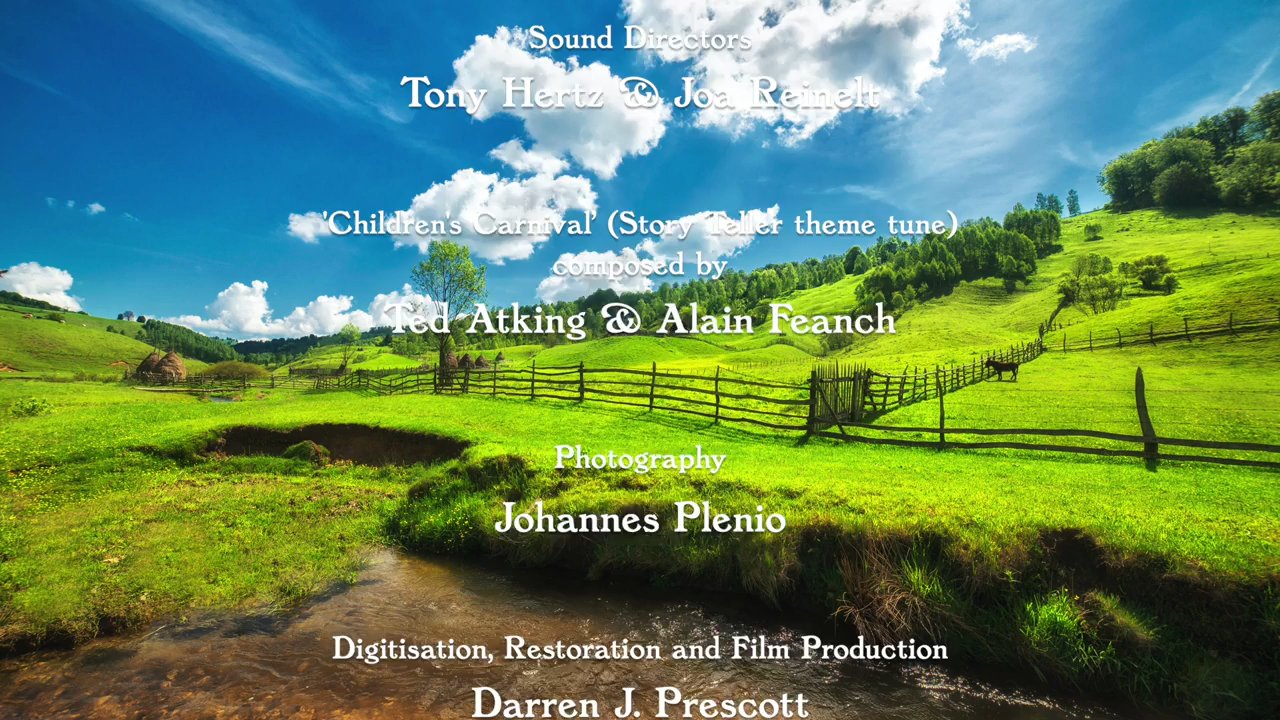 Sound Directors
Tony Hertz & Joa Reinelt
'Children's Carnival' (Story Teller theme tune)
composed by
Ted Atking & Alain Feanch
Photography
Johannes Plenio
Digitisation, Restoration and Film Production
Darren J. Prescott